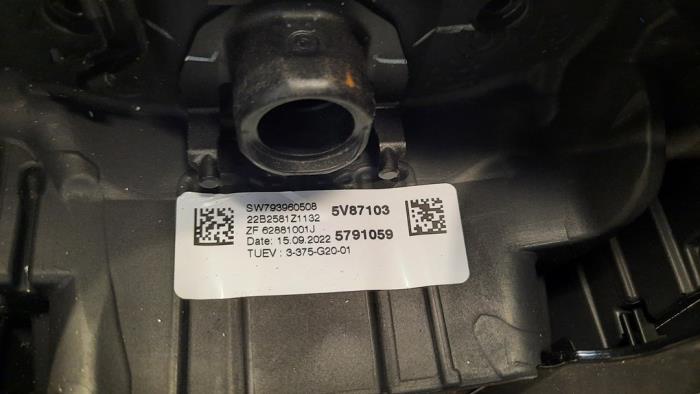 SW793960508
22B2581Z1132
5V87103
ZF 62881001J
Date: 15.09.2022
5791059
TUEV : 3-375-G20-01